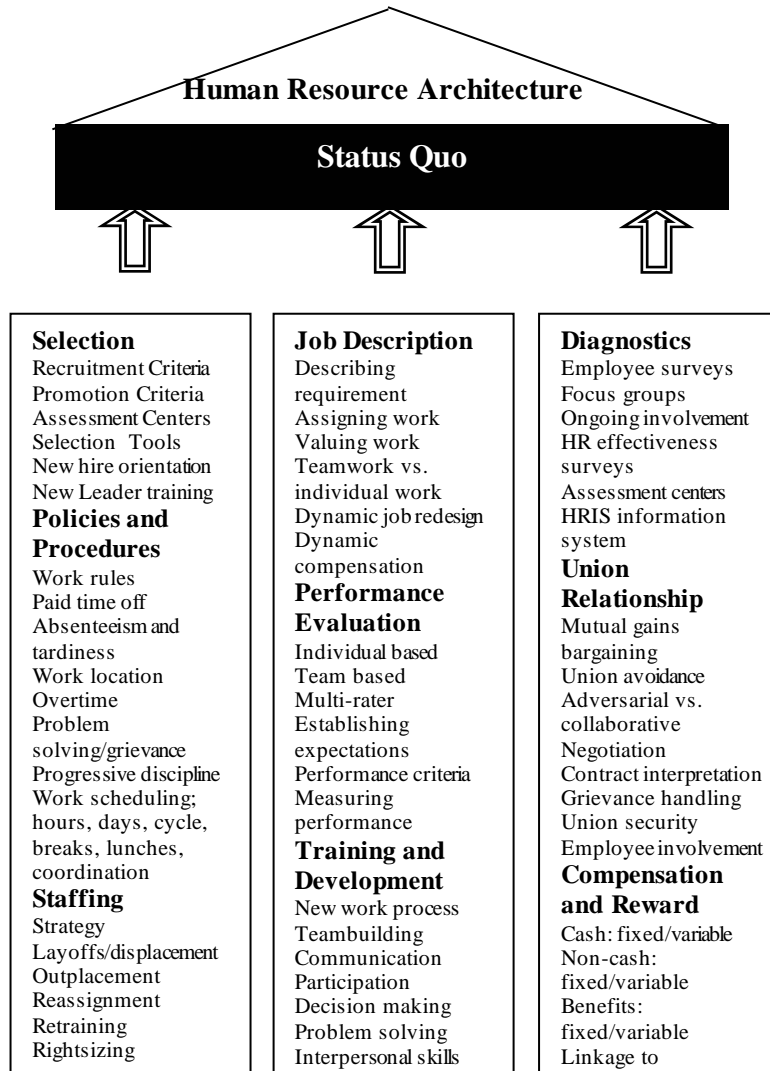 Human Resource Architecture
Status Quo
Selection
Recruitment Criteria
Promotion Criteria
Assessment Centers
Selection Tools
New hire orientation
New Leader training
Policies and
Procedures
Work rules
Paid time off
Absenteeism and
tardiness
Work location
Overtime
Problem
solving/grievance
Progressive discipline
Work scheduling;
hours, days, cycle,
breaks, lunches,
coordination
Staffing
Strategy
Layoffs/displacement
Outplacement
Reassignment
Retraining
Rightsizing
Job Description
Describing
requirement
Assigning work
Valuing work
Teamwork vs.
individual work
Dynamic job redesign
Dynamic
compensation
Performance
Evaluation
Individual based
Team based
Multi-rater
Establishing
expectations
Performance criteria
Measuring
performance
Training and
Development
New work process
Teambuilding
Communication
Participation
Decision making
Problem solving
Interpersonal skills
Diagnostics
Employee surveys
Focus groups
Ongoing involvement
HR effectiveness
surveys
Assessment centers
HRIS information
system
Union
Relationship
Mutual gains
bargaining
Union avoidance
Adversarial vs.
collaborative
Negotiation
Contract interpretation
Grievance handling
Union security
Employee involvement
Compensation
and Reward
Cash: fixed/variable
Non-cash:
fixed/variable
Benefits:
fixed/variable
Linkage to